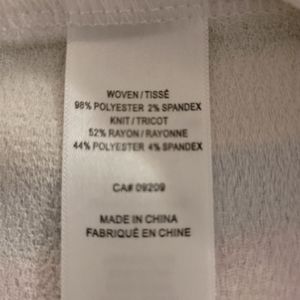 WOVEN / TISSÉ
98% POLYESTER 2% SPANDEX
KNIT / TRICOT
52% RAYON / RAYONNE
44% POLYESTER 4% SPANDEX
CA# 09209
MADE IN CHINA
FABRIQUÉ EN CHINE